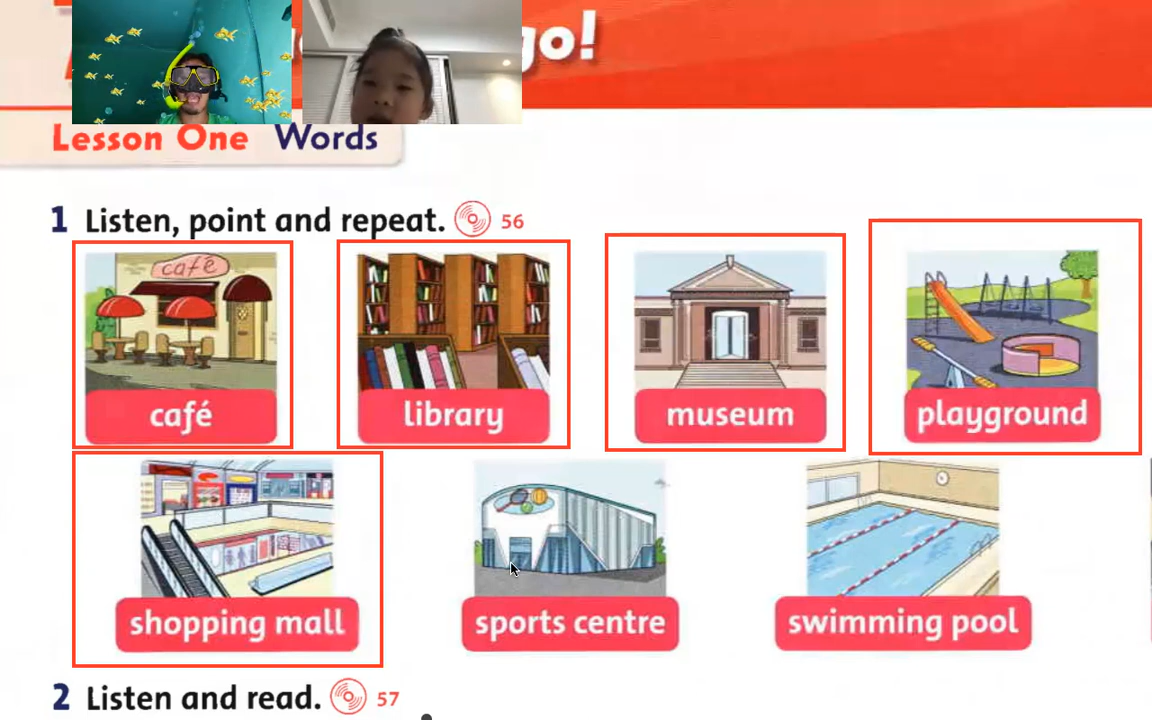 go!
Lesson One Words
1 Listen, point and repeat. 56
café
café library museum playground
shopping mall sports centre swimming pool
2 Listen and read. 57